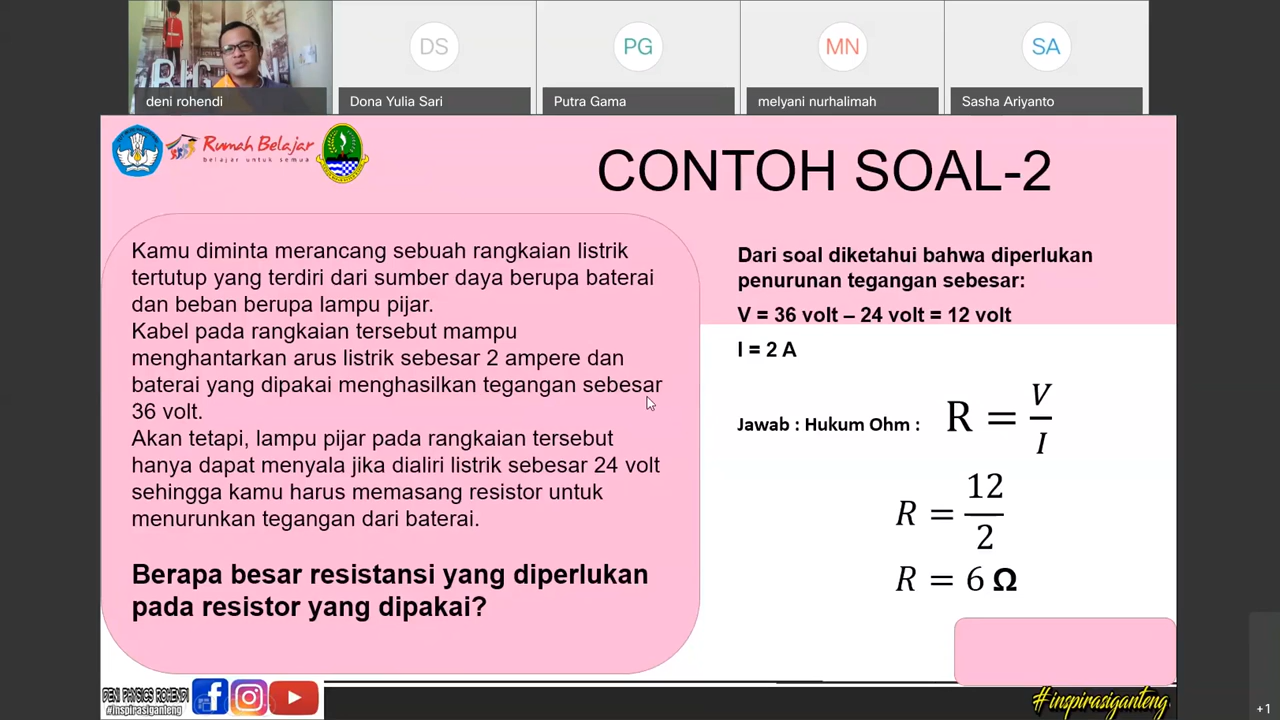 DS
PG
MN
SA
deni rohendi
Dona Yulia Sari
Putra Gama
melyani nurhalimah
Sasha Ariyanto
Rumah Belajar
belajar untuk semua
CONTOH SOAL-2
Kamu diminta merancang sebuah rangkaian listrik
tertutup yang terdiri dari sumber daya berupa baterai
dan beban berupa lampu pijar.
Kabel pada rangkaian tersebut mampu
menghantarkan arus listrik sebesar 2 ampere dan
baterai yang dipakai menghasilkan tegangan sebesar
36 volt.
Akan tetapi, lampu pijar pada rangkaian tersebut
hanya dapat menyala jika dialiri listrik sebesar 24 volt
sehingga kamu harus memasang resistor untuk
menurunkan tegangan dari baterai.
Berapa besar resistansi yang diperlukan
pada resistor yang dipakai?
Dari soal diketahui bahwa diperlukan
penurunan tegangan sebesar:
V = 36 volt – 24 volt = 12 volt
I = 2 A
Jawab : Hukum Ohm : R = V/I
R = 12/2
R = 6 Ω
DENI PHYSICS ROHENDI
#inspirasiganteng
#inspirasiganteng
+1